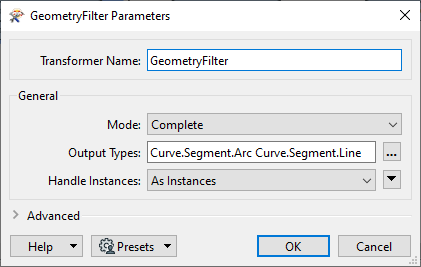 GeometryFilter Parameters
Transformer Name: GeometryFilter
General
Mode: Complete
Output Types: Curve.Segment.Arc Curve.Segment.Line ...
Handle Instances: As Instances
Advanced
Help Presets OK Cancel